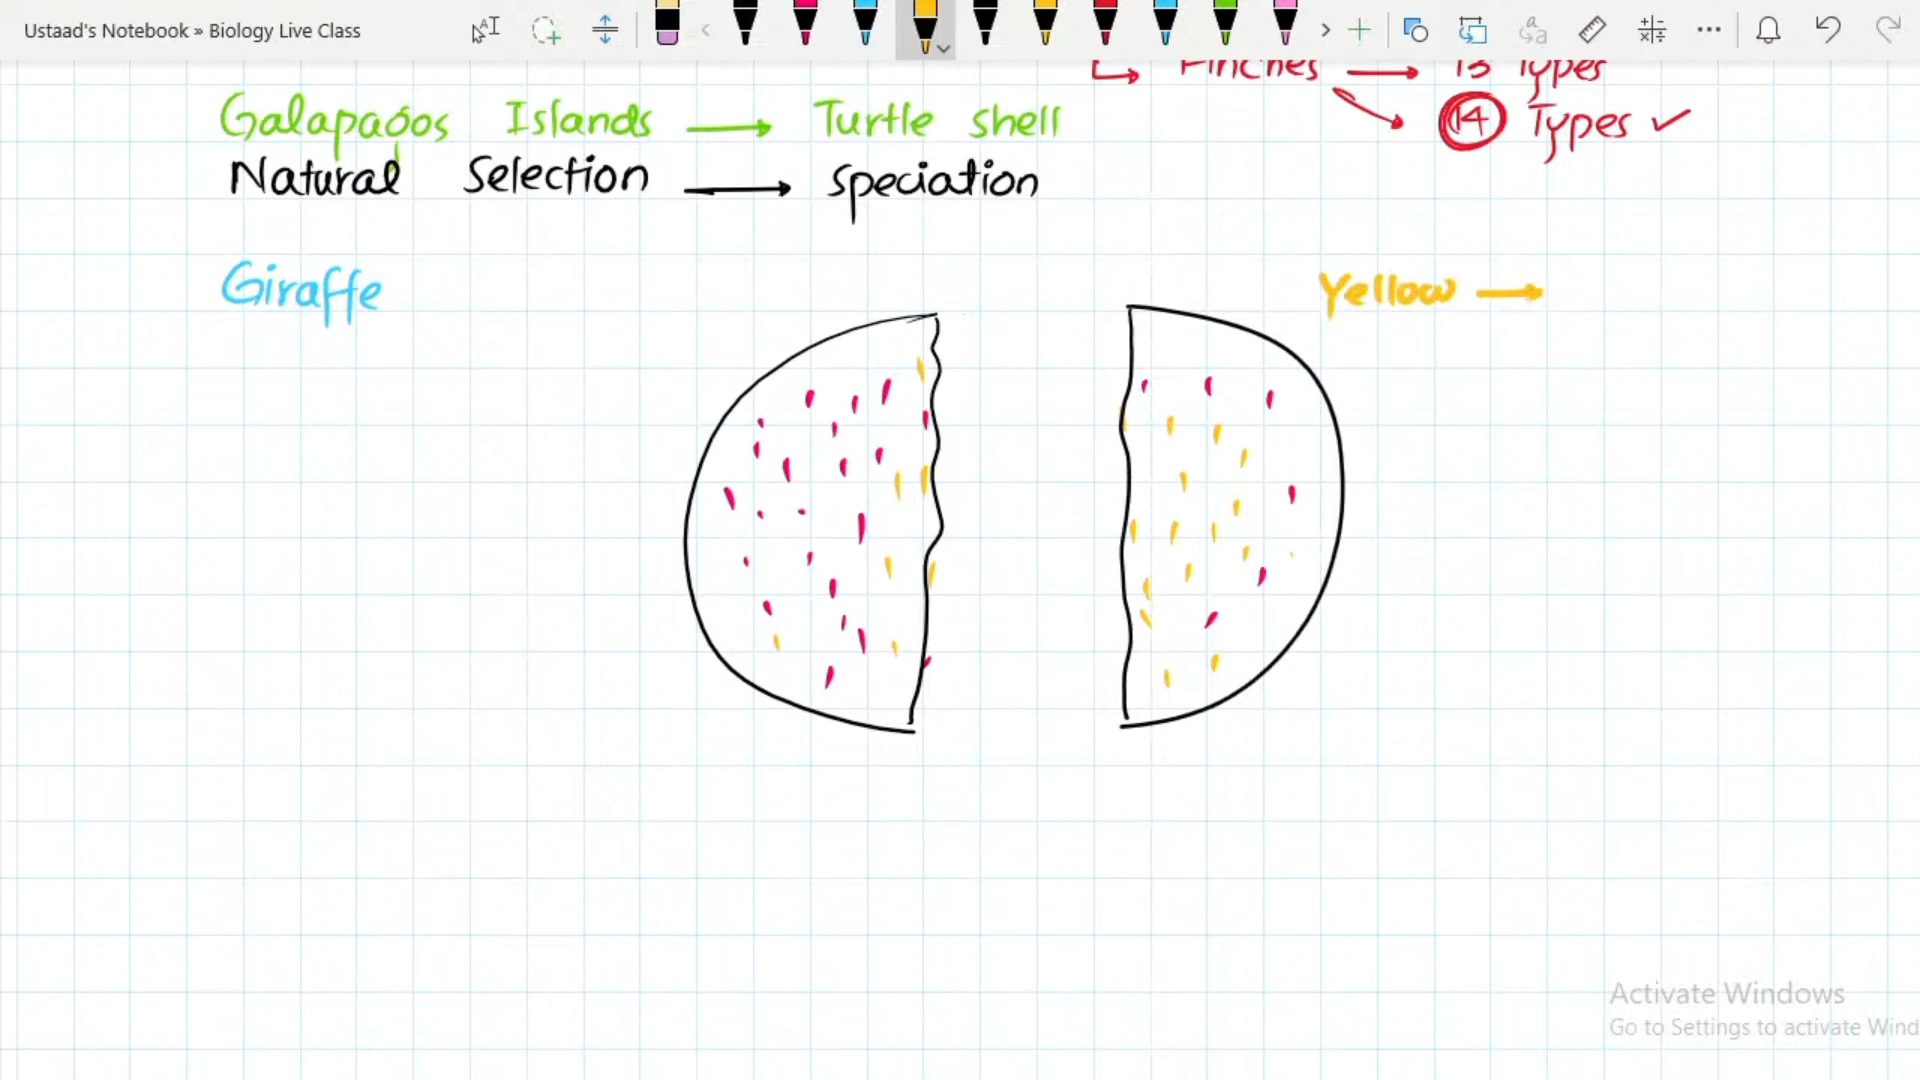 Ustaad's Notebook » Biology Live Class
Finches → 13 Types
Galapagos Islands → Turtle shell
14 Types ✓
Natural Selection → Speciation
Giraffe
Yellow →
Activate Windows
Go to Settings to activate Wind